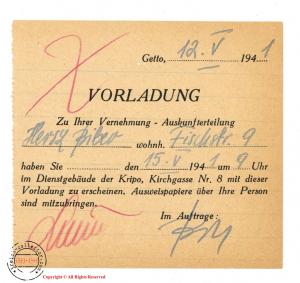 Getto, 12. V 1941
VORLADUNG
Zu Ihrer Vernehmung - Auskunfterteilung
Hersz wohnh. Fischstr. 9
haben Sie den 15. V 1941 9 Uhr
im Dienstgebäude der Kripo, Kirchgasse Nr. 8 mit dieser
Vorladung zu erscheinen. Ausweispapiere über Ihre Person
sind mitzubringen.
Im Auftrage:
Copyright © All Rights Reserved